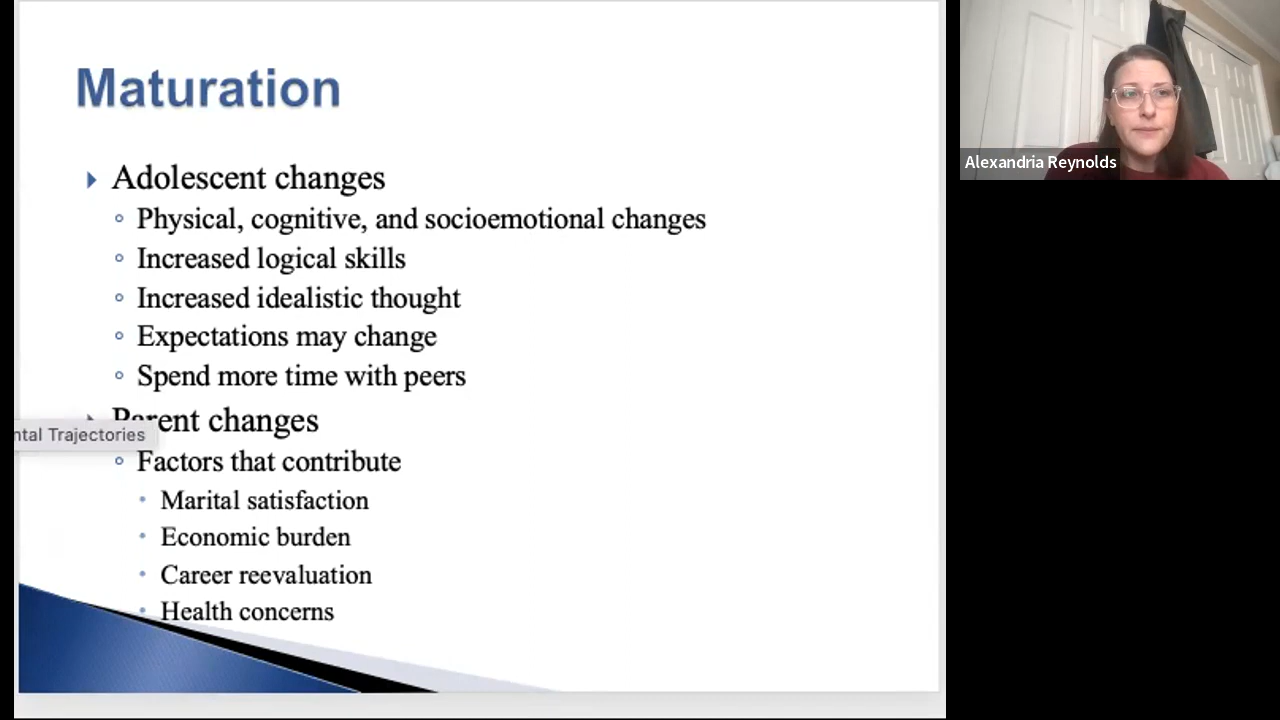 Maturation
Adolescent changes
Physical, cognitive, and socioemotional changes
Increased logical skills
Increased idealistic thought
Expectations may change
Spend more time with peers
Parent changes
ntal Trajectories
Factors that contribute
Marital satisfaction
Economic burden
Career reevaluation
Health concerns
Alexandria Reynolds